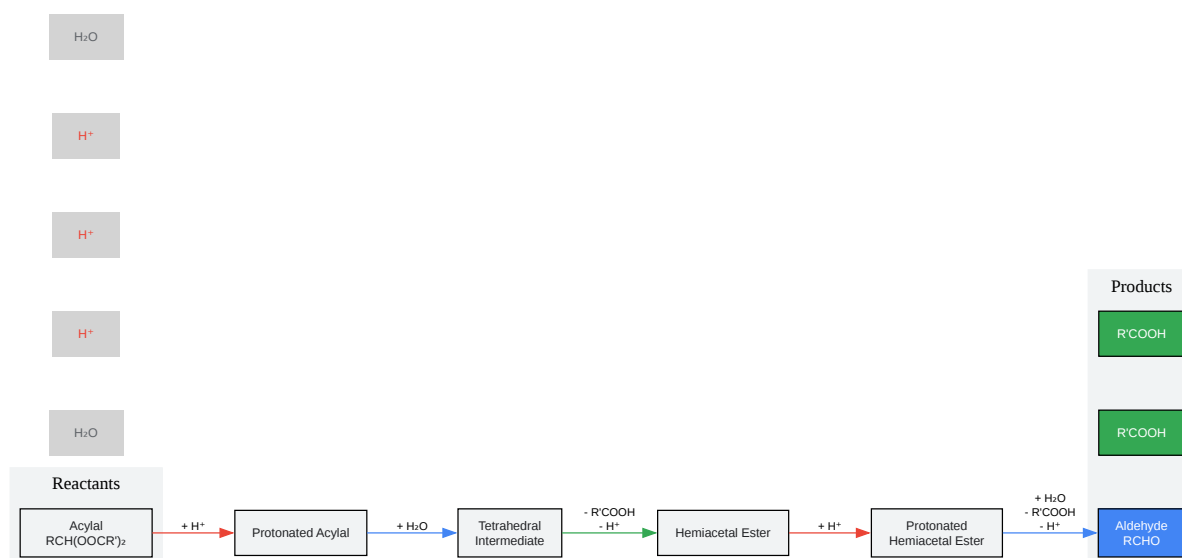 H₂O
H⁺
H⁺
H⁺
H₂O
Reactants
Acylal
RCH(OOCR')₂
+ H⁺
Protonated Acylal
+ H₂O
Tetrahedral
Intermediate
- R'COOH
- H⁺
Hemiacetal Ester
+ H⁺
Protonated
Hemiacetal Ester
+ H₂O
- R'COOH
- H⁺
Products
R'COOH
R'COOH
Aldehyde
RCHO